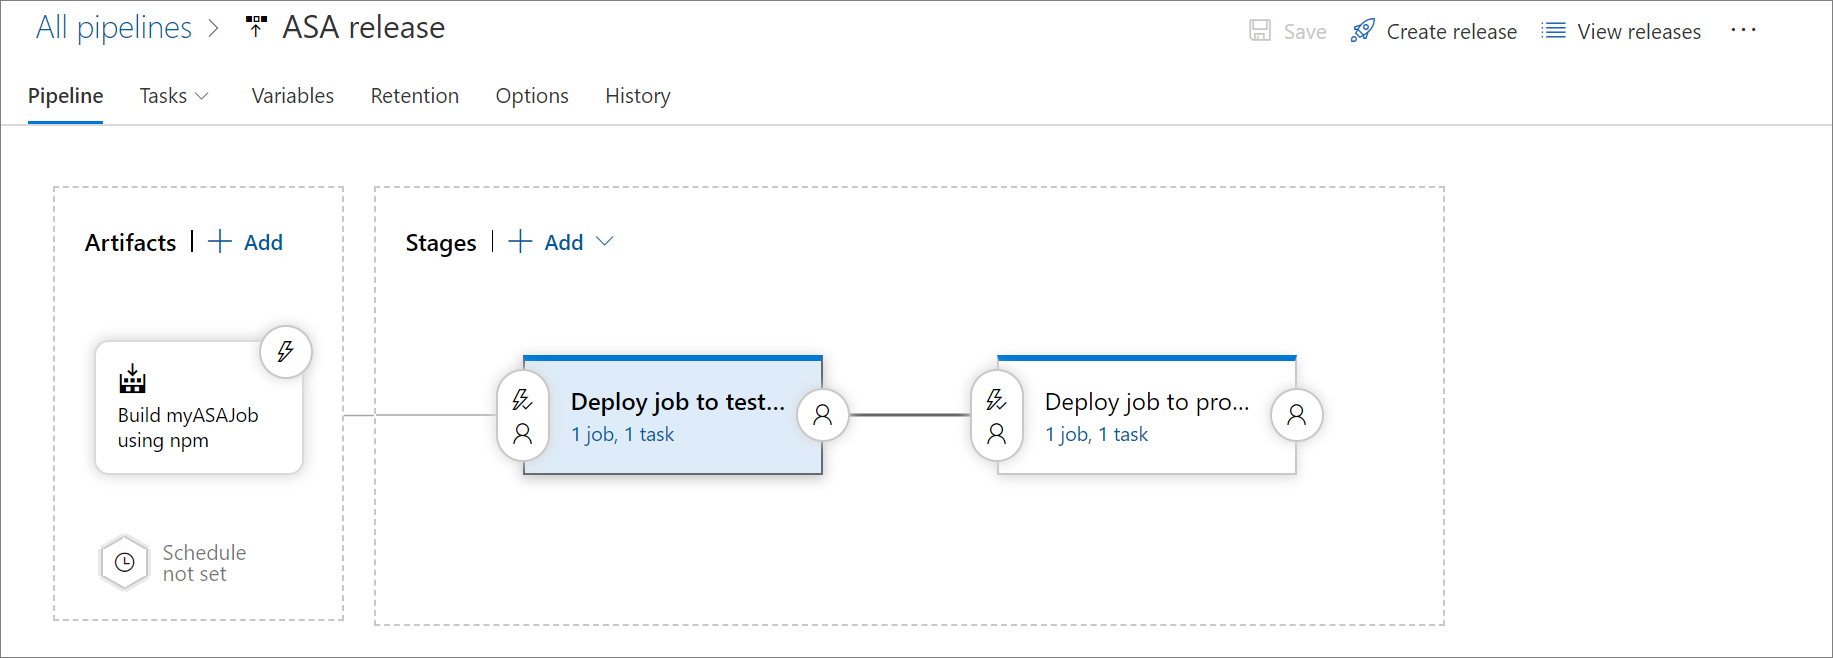 All pipelines
ASA release
Save
Create release
View releases
Pipeline
Tasks
Variables
Retention
Options
History
Artifacts
Add
Stages
Add
Build myASAJob
using npm
Deploy job to test...
1 job, 1 task
Deploy job to pro...
1 job, 1 task
Schedule
not set